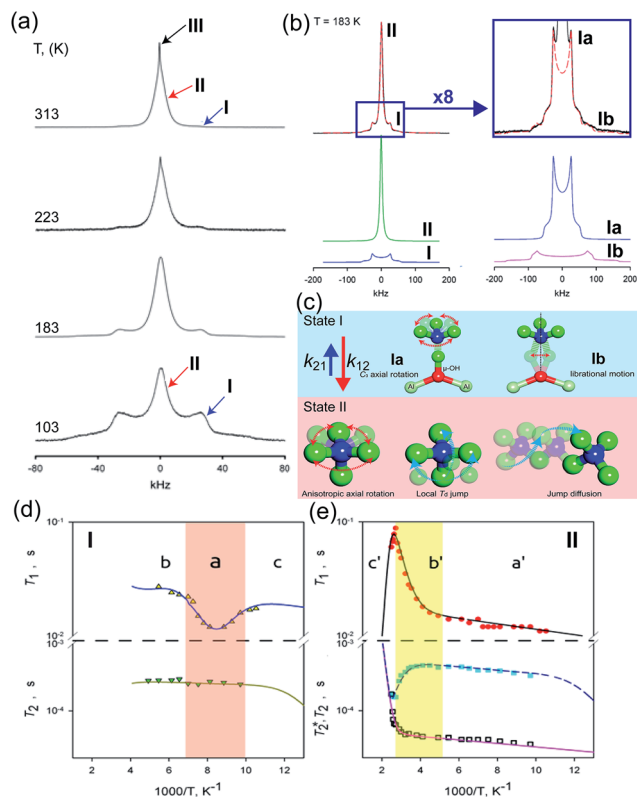 (a)
T, (K)
III
II
I
313
223
183
II
I
103
-80 -40 0 40 80
kHz
(b)
T = 183 K
II
I
x8
Ia
Ib
II
I
Ia
Ib
-200 -100 0 100 200
kHz
-200 -100 0 100 200
kHz
(c)
State I
k21 k12
Ia
μ-OH
Al Al
axial rotation
Ib
librational motion
State II
Anisotropic axial rotation
Local Td jump
Jump diffusion
(d)
10-1
I
b a c
T1, s
10-2
10-3
T2, s
10-4
2 4 6 8 10 12
1000/T, K-1
(e)
10-1
II
c' b' a'
T1, s
10-2
10-3
T2*, T2, s
10-4
2 4 6 8 10 12
1000/T, K-1